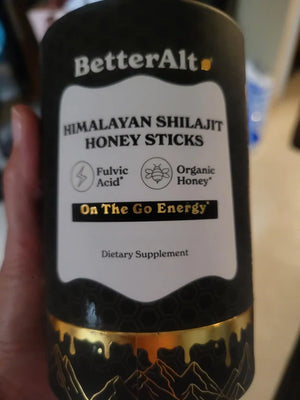 BetterAlt
HIMALAYAN SHILAJIT
HONEY STICKS
Fulvic
Acid*
Organic
Honey*
On The Go Energy*
Dietary Supplement